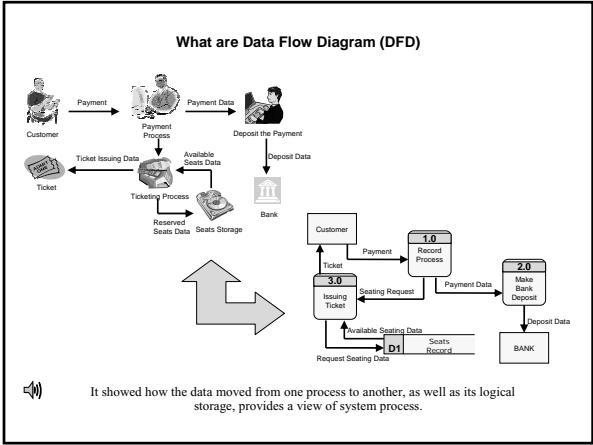 What are Data Flow Diagram (DFD)
Payment
Payment Data
Customer
Payment
Process
Deposit the Payment
Ticket Issuing Data
Available
Seats Data
Deposit Data
ADMIT
ONE
Ticket
Ticketing Process
Reserved
Seats Data
Seats Storage
Bank
Customer
Payment
1.0
Record
Process
Ticket
2.0
Make
Bank
Deposit
3.0
Issuing
Ticket
Seating Request
Payment Data
Deposit Data
Available Seating Data
D1
Seats
Record
Request Seating Data
BANK
It showed how the data moved from one process to another, as well as its logical
storage, provides a view of system process.